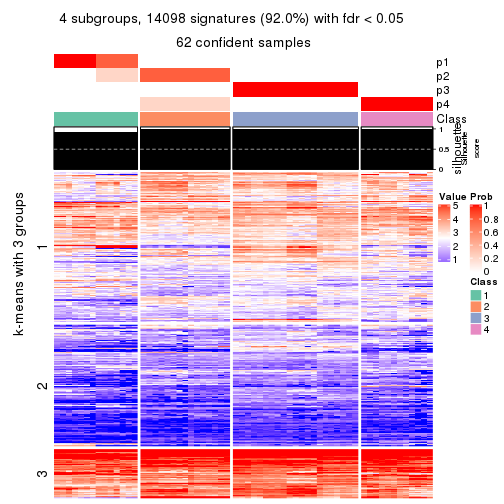 4 subgroups, 14098 signatures (92.0%) with fdr < 0.05
62 confident samples
p1
p2
p3
p4
Class
silhouette
Silhouette
score
1
0.5
0
k-means with 3 groups
1
2
3
Value
5
4
3
2
1
Prob
1
0.8
0.6
0.4
0.2
0
Class
1
2
3
4